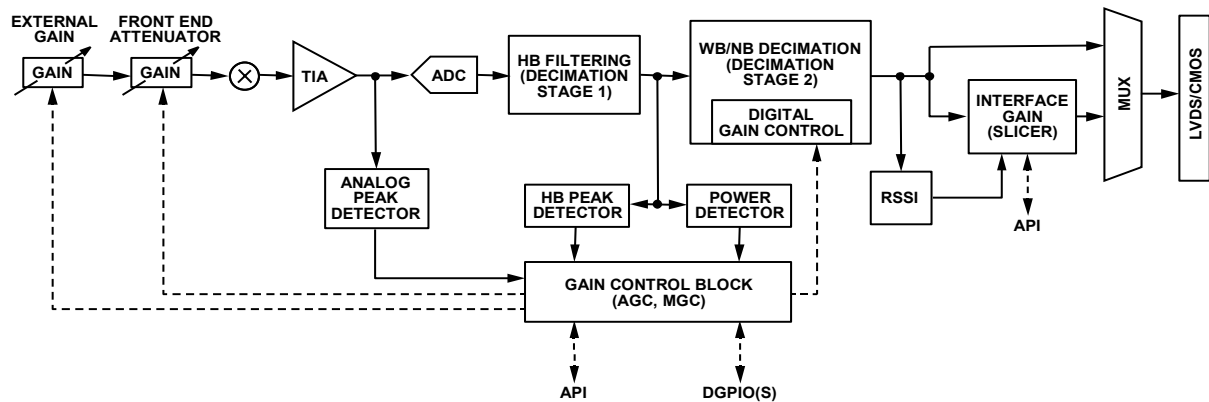 EXTERNAL
GAIN
FRONT END
ATTENUATOR
GAIN
GAIN
TIA
ADC
HB FILTERING
(DECIMATION
STAGE 1)
WB/NB DECIMATION
(DECIMATION
STAGE 2)
DIGITAL
GAIN CONTROL
INTERFACE
GAIN
(SLICER)
MUX
LVDS/CMOS
ANALOG
PEAK
DETECTOR
HB PEAK
DETECTOR
POWER
DETECTOR
RSSI
API
GAIN CONTROL BLOCK
(AGC, MGC)
API
DGPIO(S)